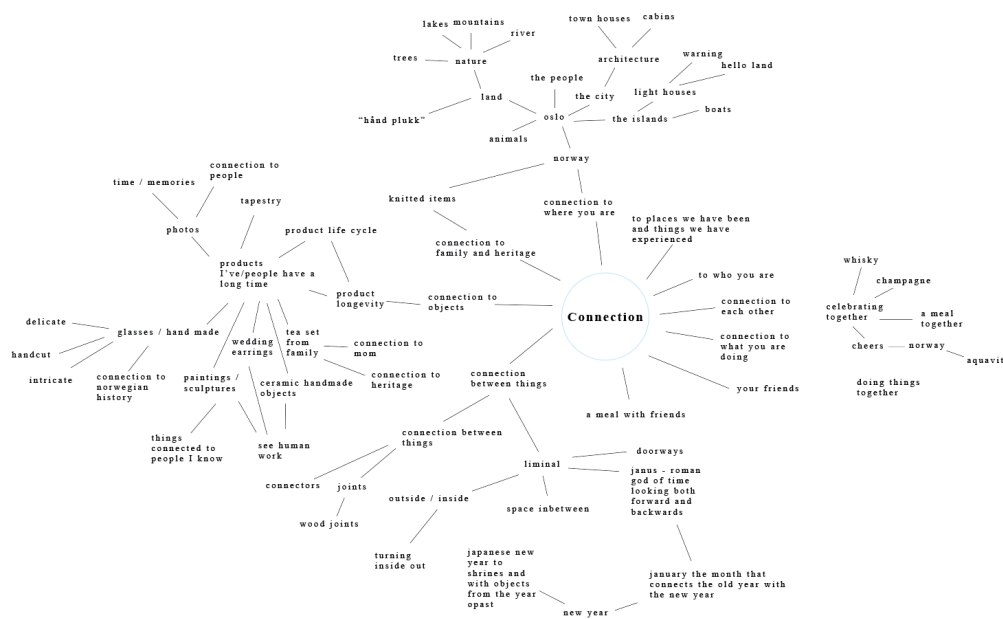 town houses
cabins
lakes
mountains
river
trees
nature
architecture
warning
hello land
the people
land
the city
light houses
"hånd plukk"
oslo
the islands
boats
animals
norway
connection to
people
time / memories
tapestry
knitted items
connection to
where you are
photos
product life cycle
to places we have been
and things we have
experienced
connection to
family and heritage
whisky
products
I've/people have a
long time
to who you are
champagne
product
longevity
connection to
objects
connection to
each other
celebrating
together
a meal
together
Connection
delicate
glasses / hand made
wedding
earrings
tea set
from
family
connection to
mom
connection to
what you are
doing
cheers
norway
aquavit
handcut
intricate
connection to
norwegian
history
paintings /
sculptures
ceramic handmade
objects
connection to
heritage
connection
between things
your friends
doing things
together
a meal with friends
things
connected to
people I know
see human
work
connection between
things
doorways
liminal
janus - roman
god of time
looking both
forward and
backwards
connectors
joints
outside / inside
space inbetween
wood joints
turning
inside out
japanese new
year to
shrines and
with objects
from the year
opast
january the month that
connects the old year with
the new year
new year